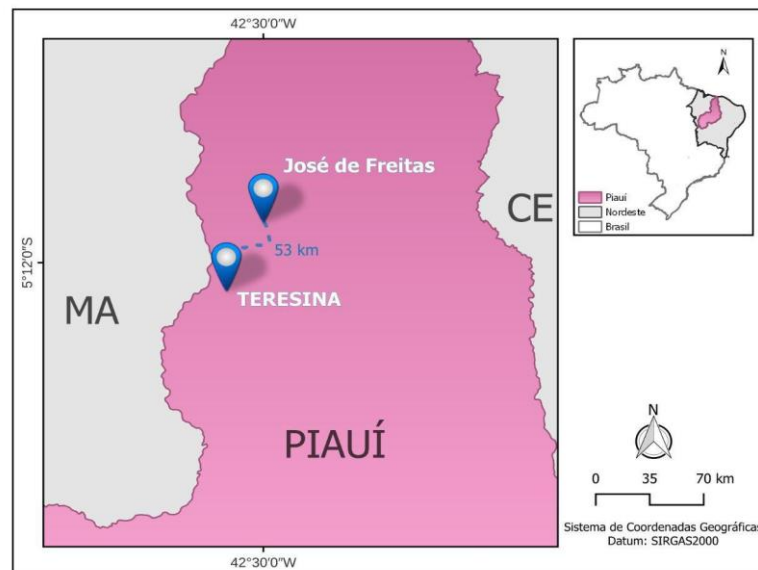 42°30'0"W
José de Freitas
CE
5°12'0"S
53 km
TERESINA
MA
PIAUÍ
42°30'0"W
N
Piauí
Nordeste
Brasil
N
0 35 70 km
Sistema de Coordenadas Geográficas
Datum: SIRGAS2000